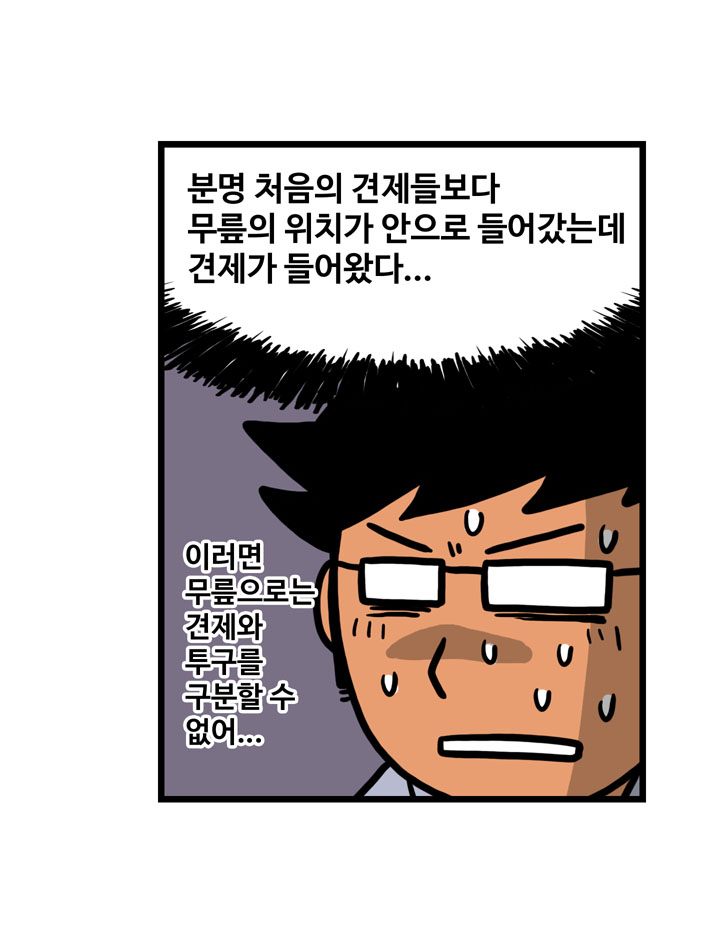 분명 처음의 견제들보다
무릎의 위치가 안으로 들어갔는데
견제가 들어왔다...
이러면
무릎으로는
견제와
투구를
구분할 수
없어...